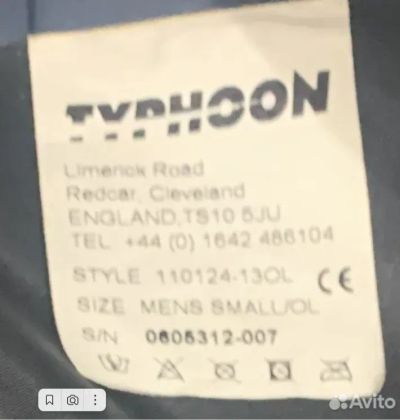 TYPHOON
Limerick Road
Redcar, Cleveland
ENGLAND, TS10 5JU
TEL +44 (0) 1642 486104
STYLE 110124-13OL CE
SIZE MENS SMALL/OL
S/N 0605312-007
Avito